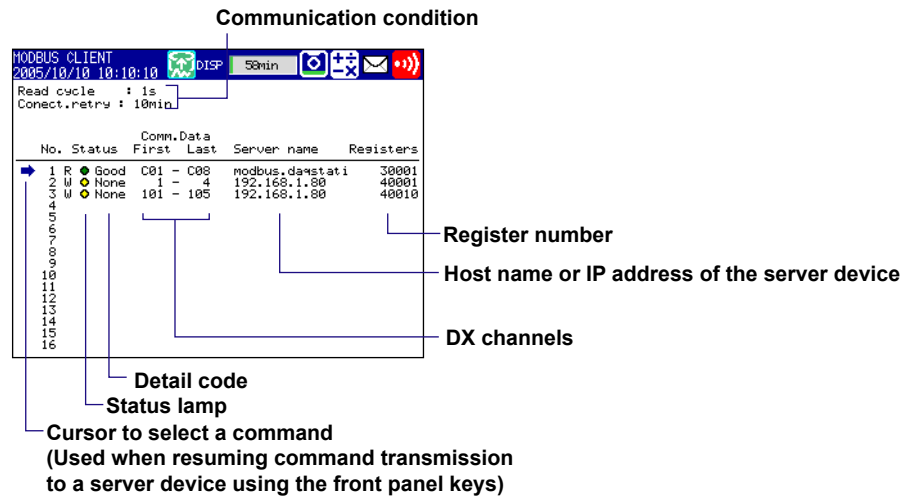 Communication condition
MODBUS CLIENT
2005/10/10 10:10:10 DISP 58min
Read cycle : 1s
Conect.retry : 10min
Comm.Data
No. Status First Last Server name Registers
1 R Good C01 - C08 modbus.daqstati 30001
2 W None 1 - 4 192.168.1.80 40001
3 W None 101 - 105 192.168.1.80 40010
4
5
6
7
8
9
10
11
12
13
14
15
16
Register number
Host name or IP address of the server device
DX channels
Detail code
Status lamp
Cursor to select a command
(Used when resuming command transmission
to a server device using the front panel keys)